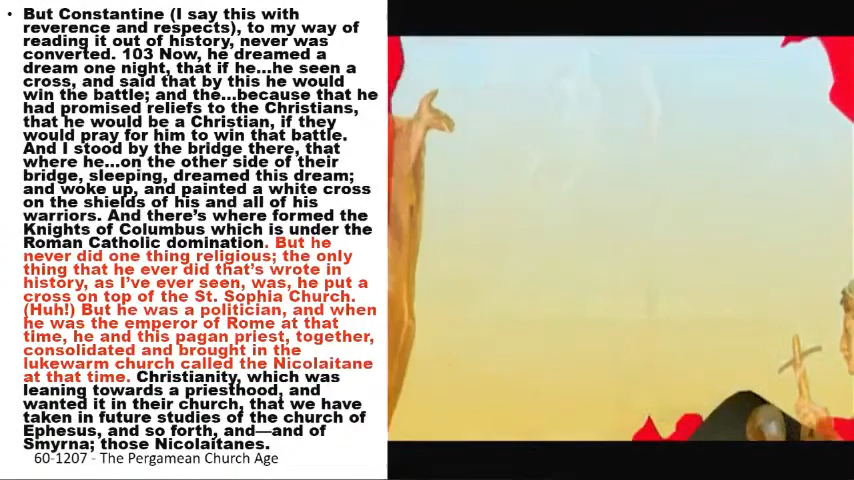 • But Constantine (I say this with
reverence and respects), to my way of
reading it out of history, never was
converted. 103 Now, he dreamed a
dream one night, that if he...he seen a
cross, and said that by this he would
win the battle; and the...because that he
had promised reliefs to the Christians,
that he would be a Christian, if they
would pray for him to win that battle.
And I stood by the bridge there, that
where he...on the other side of their
bridge, sleeping, dreamed this dream;
and woke up, and painted a white cross
on the shields of his and all of his
warriors. And there's where formed the
Knights of Columbus which is under the
Roman Catholic domination. But he
never did one thing religious; the only
thing that he ever did that's wrote in
history, as I've ever seen, was, he put a
cross on top of the St. Sophia Church.
(Huh!) But he was a politician, and when
he was the emperor of Rome at that
time, he and this pagan priest, together,
consolidated and brought in the
lukewarm church called the Nicolaitane
at that time. Christianity, which was
leaning towards a priesthood, and
wanted it in their church, that we have
taken in future studies of the church of
Ephesus, and so forth, and—and of
Smyrna; those Nicolaitanes.
60-1207 - The Pergamean Church Age